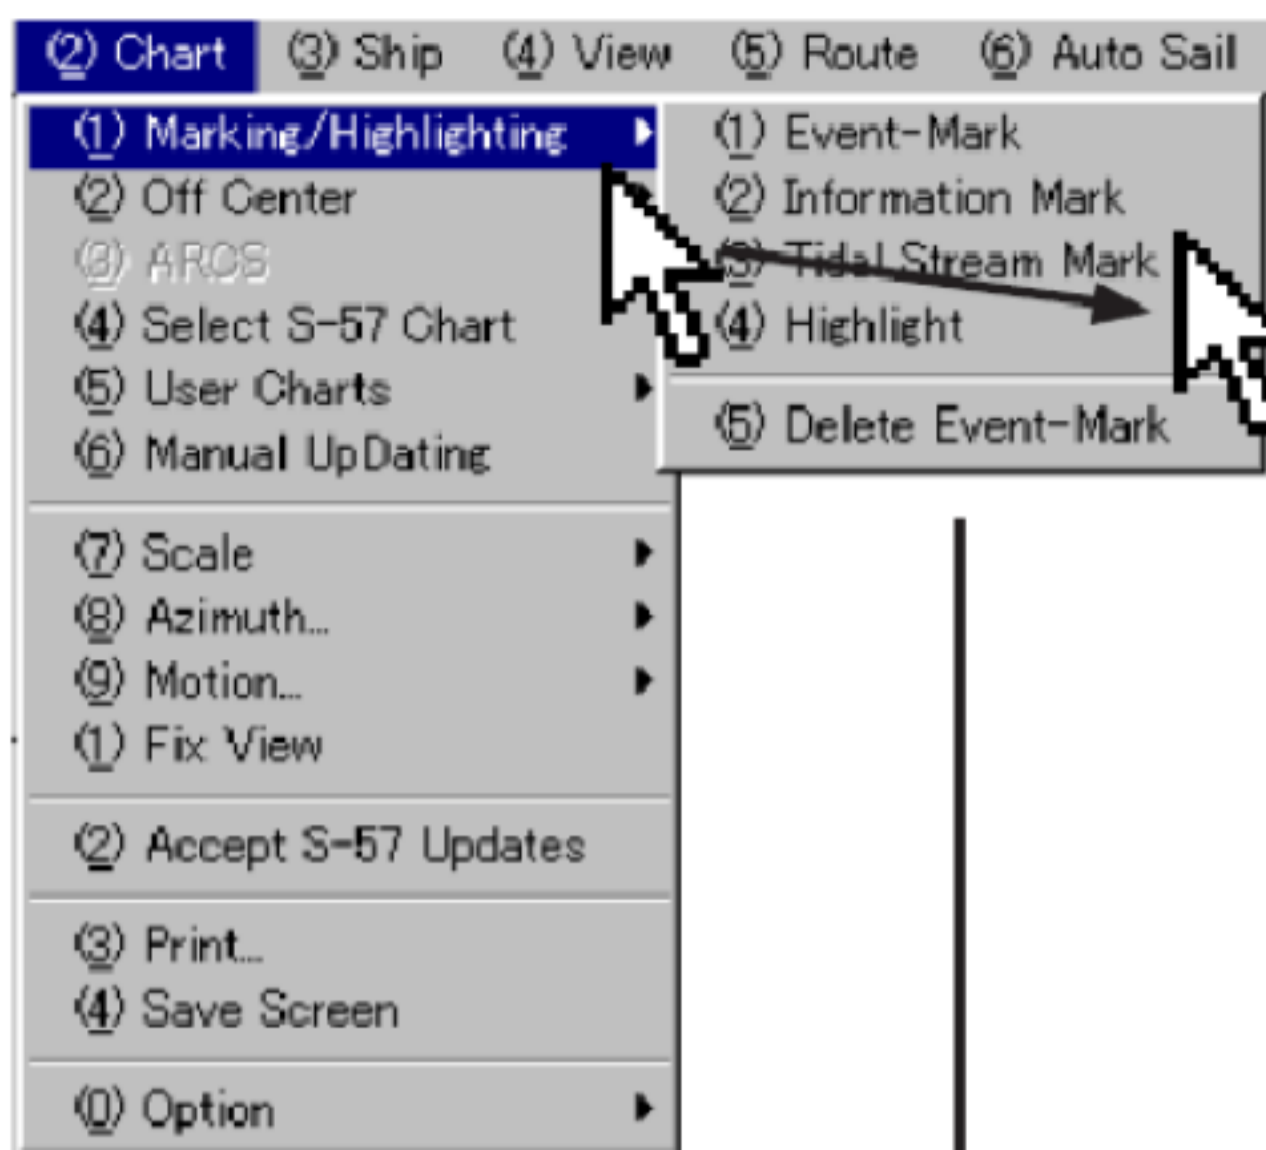 (2) Chart (3) Ship (4) View (5) Route (6) Auto Sail
(1) Marking/Highlighting
(2) Off Center
(3) ARCS
(4) Select S-57 Chart
(5) User Charts
(6) Manual UpDating
(7) Scale
(8) Azimuth...
(9) Motion...
(1) Fix View
(2) Accept S-57 Updates
(3) Print...
(4) Save Screen
(0) Option
(1) Event-Mark
(2) Information Mark
(3) Tidal Stream Mark
(4) Highlight
(5) Delete Event-Mark